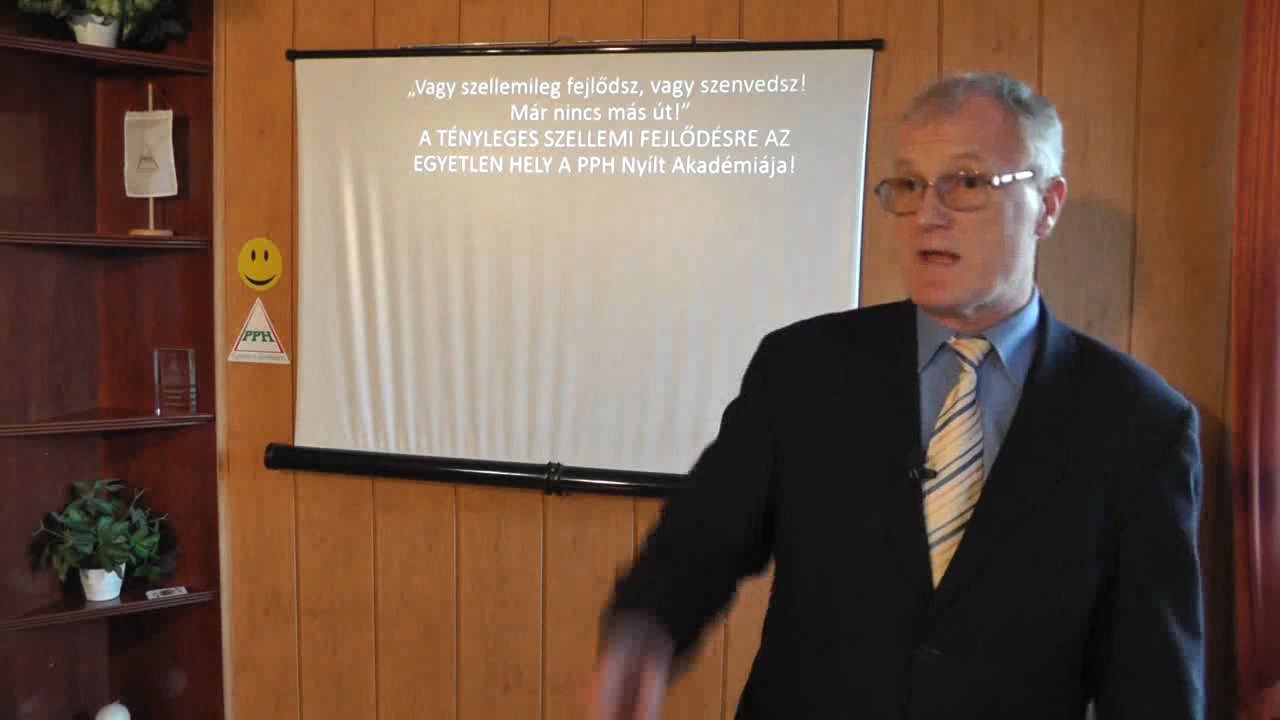 „Vagy szellemileg fejlődsz, vagy szenvedsz!
Már nincs más út!”
A TÉNYLEGES SZELLEMI FEJLŐDÉSRE AZ
EGYETLEN HELY A PPH Nyílt Akadémiája!
PPH